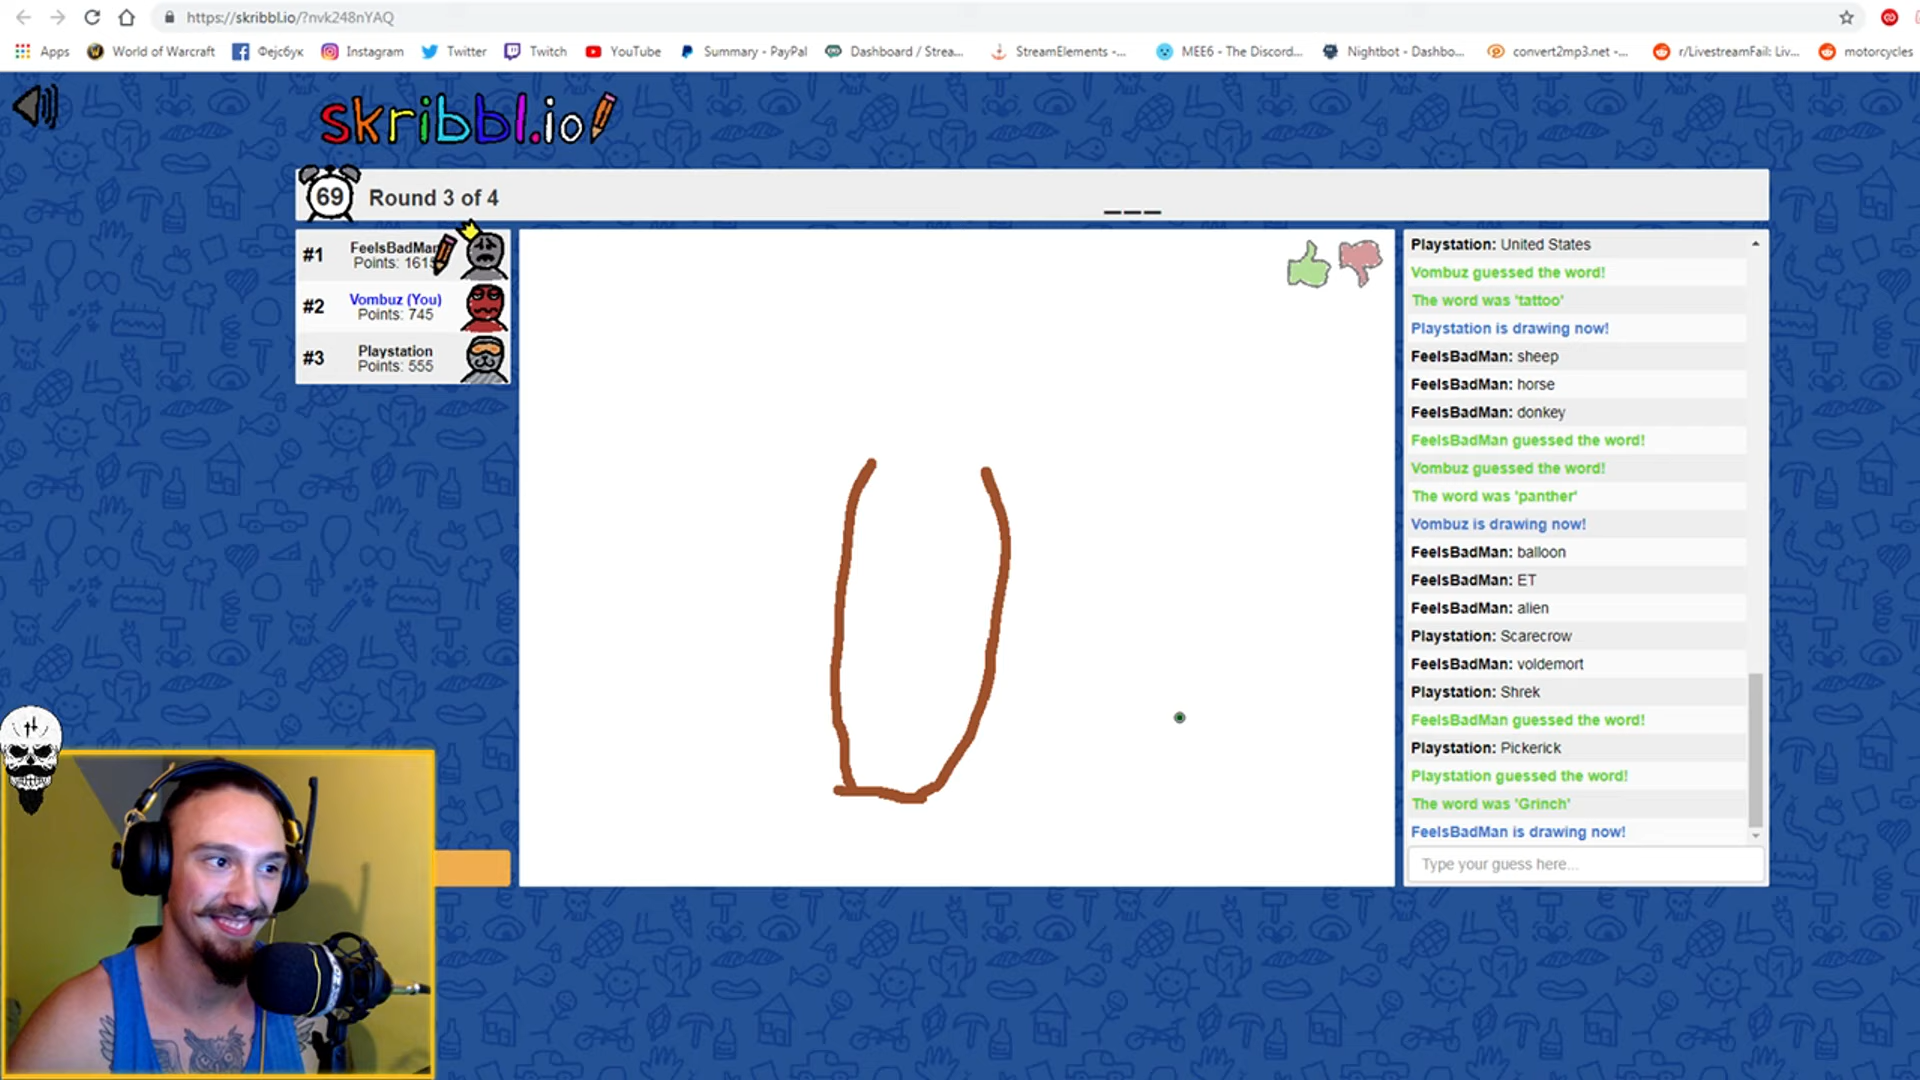 https://skribbl.io/?nvk248nYAQ
Apps World of Warcraft Фејсбук Instagram Twitter Twitch YouTube Summary - PayPal Dashboard / Strea... StreamElements -... MEE6 - The Discord... Nightbot - Dashbo... convert2mp3.net -... r/LivestreamFail: Liv... motorcycles
skribbl.io
69 Round 3 of 4
_ _ _
#1 FeelsBadMan
Points: 1615
#2 Vombuz (You)
Points: 745
#3 Playstation
Points: 555
Playstation: United States
Vombuz guessed the word!
The word was 'tattoo'
Playstation is drawing now!
FeelsBadMan: sheep
FeelsBadMan: horse
FeelsBadMan: donkey
FeelsBadMan guessed the word!
Vombuz guessed the word!
The word was 'panther'
Vombuz is drawing now!
FeelsBadMan: balloon
FeelsBadMan: ET
FeelsBadMan: alien
Playstation: Scarecrow
FeelsBadMan: voldemort
Playstation: Shrek
FeelsBadMan guessed the word!
Playstation: Pickerick
Playstation guessed the word!
The word was 'Grinch'
FeelsBadMan is drawing now!
Type your guess here...